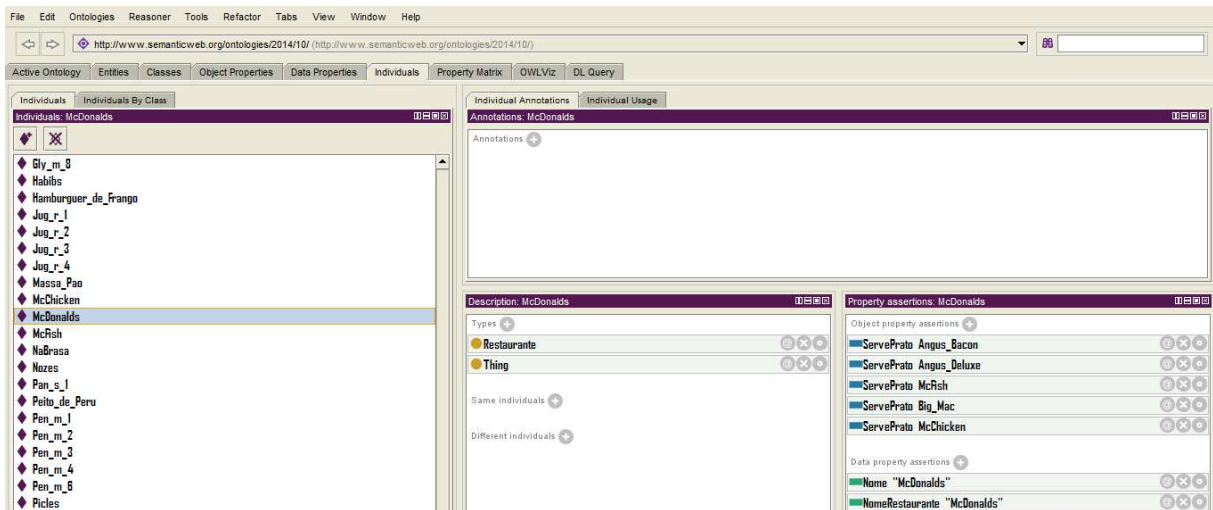 File Edit Ontologies Reasoner Tools Refactor Tabs View Window Help
http://www.semanticweb.org/ontologies/2014/10/ (http://www.semanticweb.org/ontologies/2014/10/)
Active Ontology Entities Classes Object Properties Data Properties Individuals Property Matrix OWLViz DL Query
Individuals Individuals By Class
Individuals: McDonalds
Gly_m_8
Habibs
Hamburguer_de_Frango
Jug_r_1
Jug_r_2
Jug_r_3
Jug_r_4
Massa_Pao
McChicken
McDonalds
McFish
NaBrasa
Nozes
Pan_s_1
Peito_de_Peru
Pen_m_1
Pen_m_2
Pen_m_3
Pen_m_4
Pen_m_6
Picles
Individual Annotations Individual Usage
Annotations: McDonalds
Annotations
Description: McDonalds
Types
Restaurante
Thing
Same individuals
Different individuals
Property assertions: McDonalds
Object property assertions
ServePrato Angus_Bacon
ServePrato Angus_Deluxe
ServePrato McFish
ServePrato Big_Mac
ServePrato McChicken
Data property assertions
Nome "McDonalds"
NomeRestaurante "McDonalds"